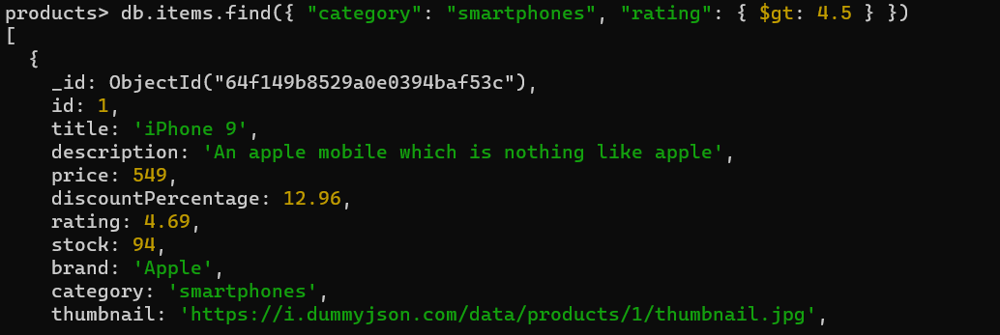 products> db.items.find({ "category": "smartphones", "rating": { $gt: 4.5 } })
[
  {
    _id: ObjectId("64f149b8529a0e0394baf53c"),
    id: 1,
    title: 'iPhone 9',
    description: 'An apple mobile which is nothing like apple',
    price: 549,
    discountPercentage: 12.96,
    rating: 4.69,
    stock: 94,
    brand: 'Apple',
    category: 'smartphones',
    thumbnail: 'https://i.dummyjson.com/data/products/1/thumbnail.jpg',